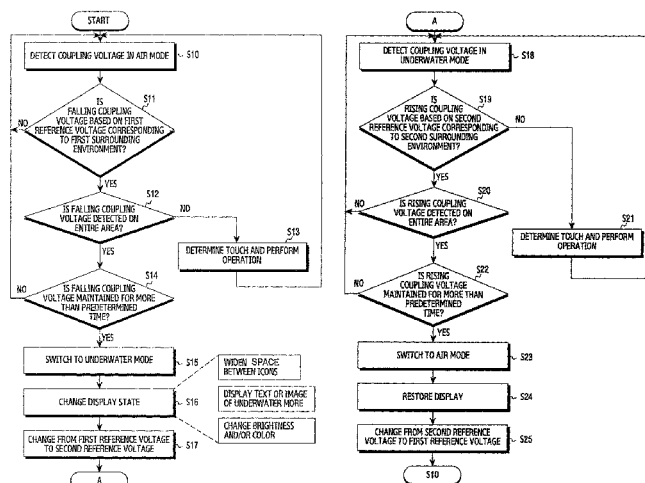 START
DETECT COUPLING VOLTAGE IN AIR MODE
S10
S11
IS
FALLING COUPLING
VOLTAGE BASED ON FIRST
REFERENCE VOLTAGE CORRESPONDING
TO FIRST SURROUNDING
ENVIRONMENT?
NO
YES
S12
IS FALLING COUPLING
VOLTAGE DETECTED ON
ENTIRE AREA?
NO
S13
DETERMINE TOUCH AND PERFORM
OPERATION
YES
S14
IS FALLING COUPLING
VOLTAGE MAINTAINED FOR MORE
THAN PREDETERMINED
TIME?
NO
YES
SWITCH TO UNDERWATER MODE
S15
CHANGE DISPLAY STATE
S16
WIDEN SPACE
BETWEEN ICONS
DISPLAY TEXT OR IMAGE
OF UNDERWATER MORE
CHANGE BRIGHTNESS
AND/OR COLOR
CHANGE FROM FIRST REFERENCE VOLTAGE
TO SECOND REFERENCE VOLTAGE
S17
A
A
DETECT COUPLING VOLTAGE IN
UNDERWATER MODE
S18
S19
IS
RISING COUPLING
VOLTAGE BASED ON SECOND
REFERENCE VOLTAGE CORRESPONDING
TO SECOND SURROUNDING
ENVIRONMENT?
NO
YES
S20
IS RISING COUPLING
VOLTAGE DETECTED ON
ENTIRE AREA?
NO
S21
DETERMINE TOUCH AND PERFORM
OPERATION
YES
S22
IS RISING
COUPLING VOLTAGE
MAINTAINED FOR MORE THAN
PREDETERMINED
TIME?
NO
YES
SWITCH TO AIR MODE
S23
RESTORE DISPLAY
S24
CHANGE FROM SECOND REFERENCE
VOLTAGE TO FIRST REFERENCE VOLTAGE
S25
S10